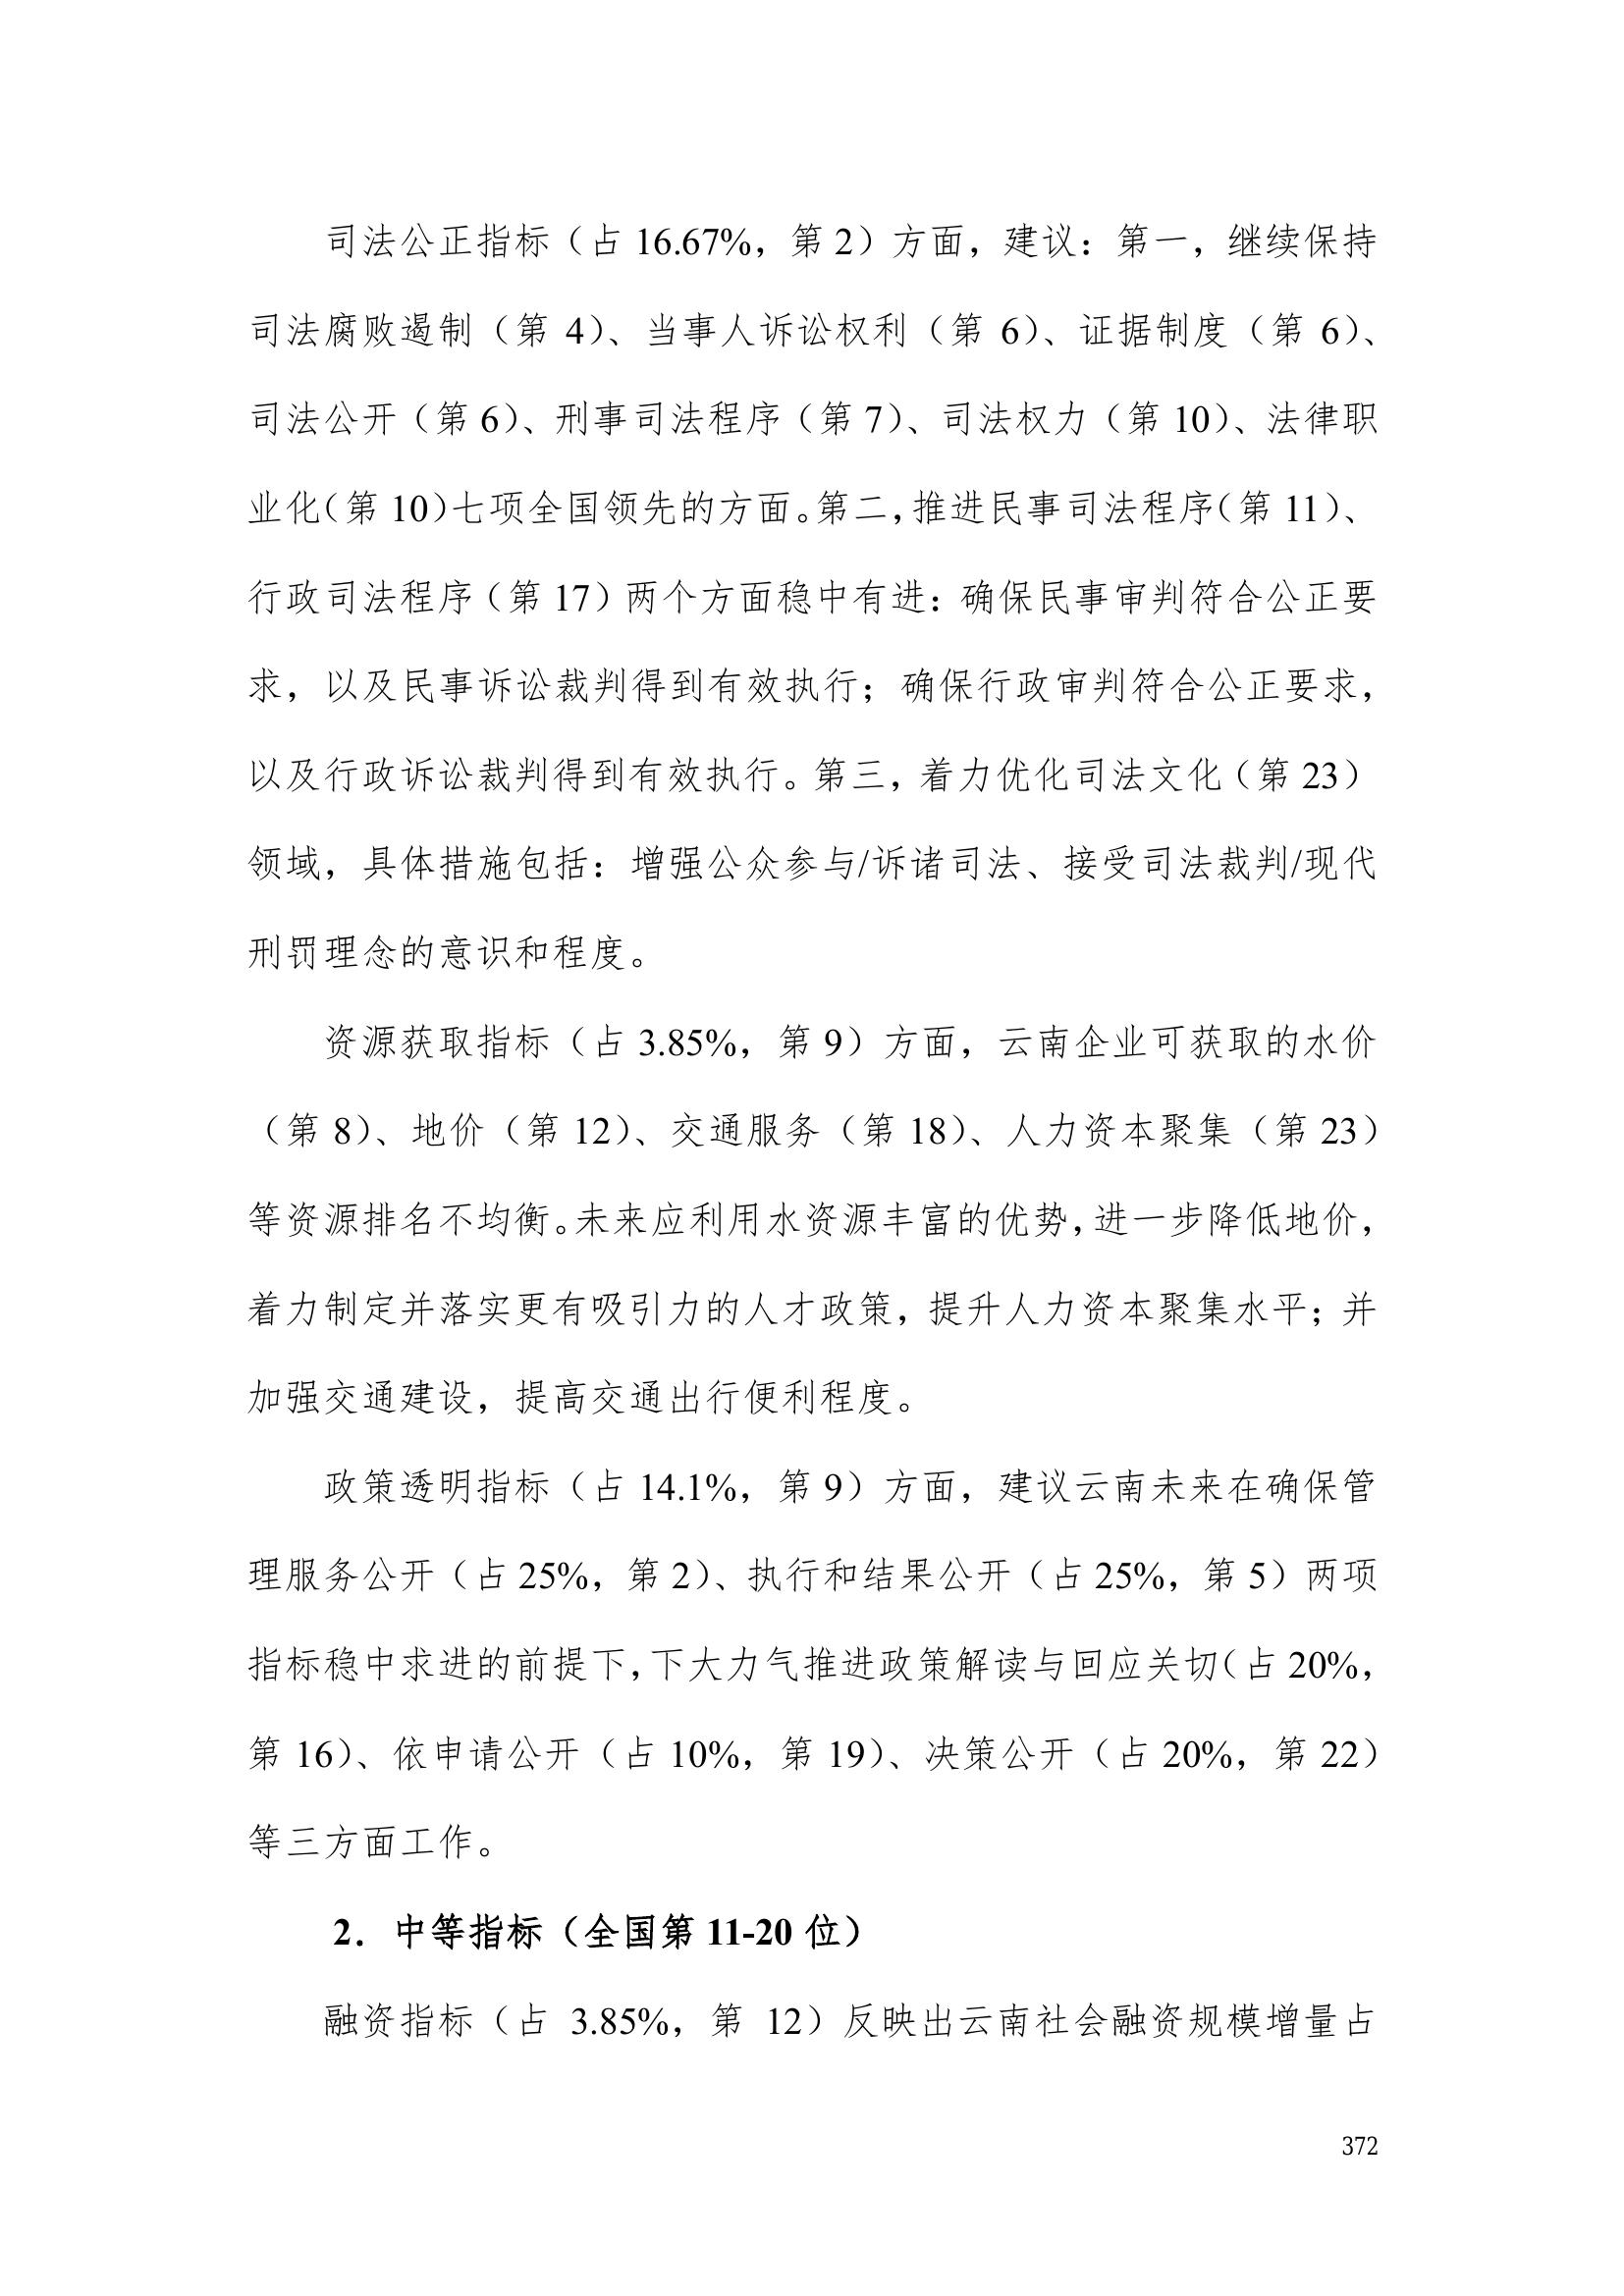 司法公正指标（占 16.67%，第 2）方面，建议：第一，继续保持
司法腐败遏制（第 4）、当事人诉讼权利（第 6）、证据制度（第 6）、
司法公开（第 6）、刑事司法程序（第 7）、司法权力（第 10）、法律职
业化（第 10）七项全国领先的方面。第二，推进民事司法程序（第 11）、
行政司法程序（第 17）两个方面稳中有进：确保民事审判符合公正要
求，以及民事诉讼裁判得到有效执行；确保行政审判符合公正要求，
以及行政诉讼裁判得到有效执行。第三，着力优化司法文化（第 23）
领域，具体措施包括：增强公众参与/诉诸司法、接受司法裁判/现代
刑罚理念的意识和程度。
资源获取指标（占 3.85%，第 9）方面，云南企业可获取的水价
（第 8）、地价（第 12）、交通服务（第 18）、人力资本聚集（第 23）
等资源排名不均衡。未来应利用水资源丰富的优势，进一步降低地价，
着力制定并落实更有吸引力的人才政策，提升人力资本聚集水平；并
加强交通建设，提高交通出行便利程度。
政策透明指标（占 14.1%，第 9）方面，建议云南未来在确保管
理服务公开（占 25%，第 2）、执行和结果公开（占 25%，第 5）两项
指标稳中求进的前提下，下大力气推进政策解读与回应关切（占 20%，
第 16）、依申请公开（占 10%，第 19）、决策公开（占 20%，第 22）
等三方面工作。
2．中等指标（全国第 11-20 位）
融资指标（占 3.85%，第 12）反映出云南社会融资规模增量占
372